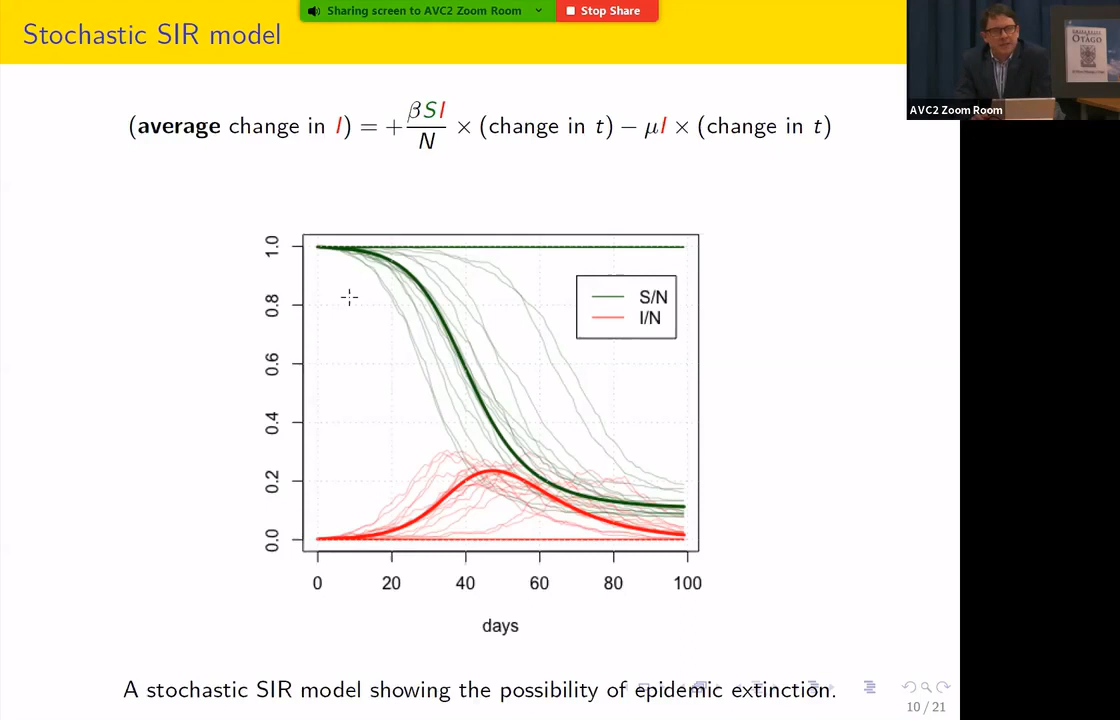 Sharing screen to AVC2 Zoom Room
Stop Share
Stochastic SIR model
OTAGO
AVC2 Zoom Room
(average change in I) = + βSI/N × (change in t) − μI × (change in t)
1.0
0.8
0.6
0.4
0.2
0.0
S/N
I/N
0 20 40 60 80 100
days
A stochastic SIR model showing the possibility of epidemic extinction.
10 / 21